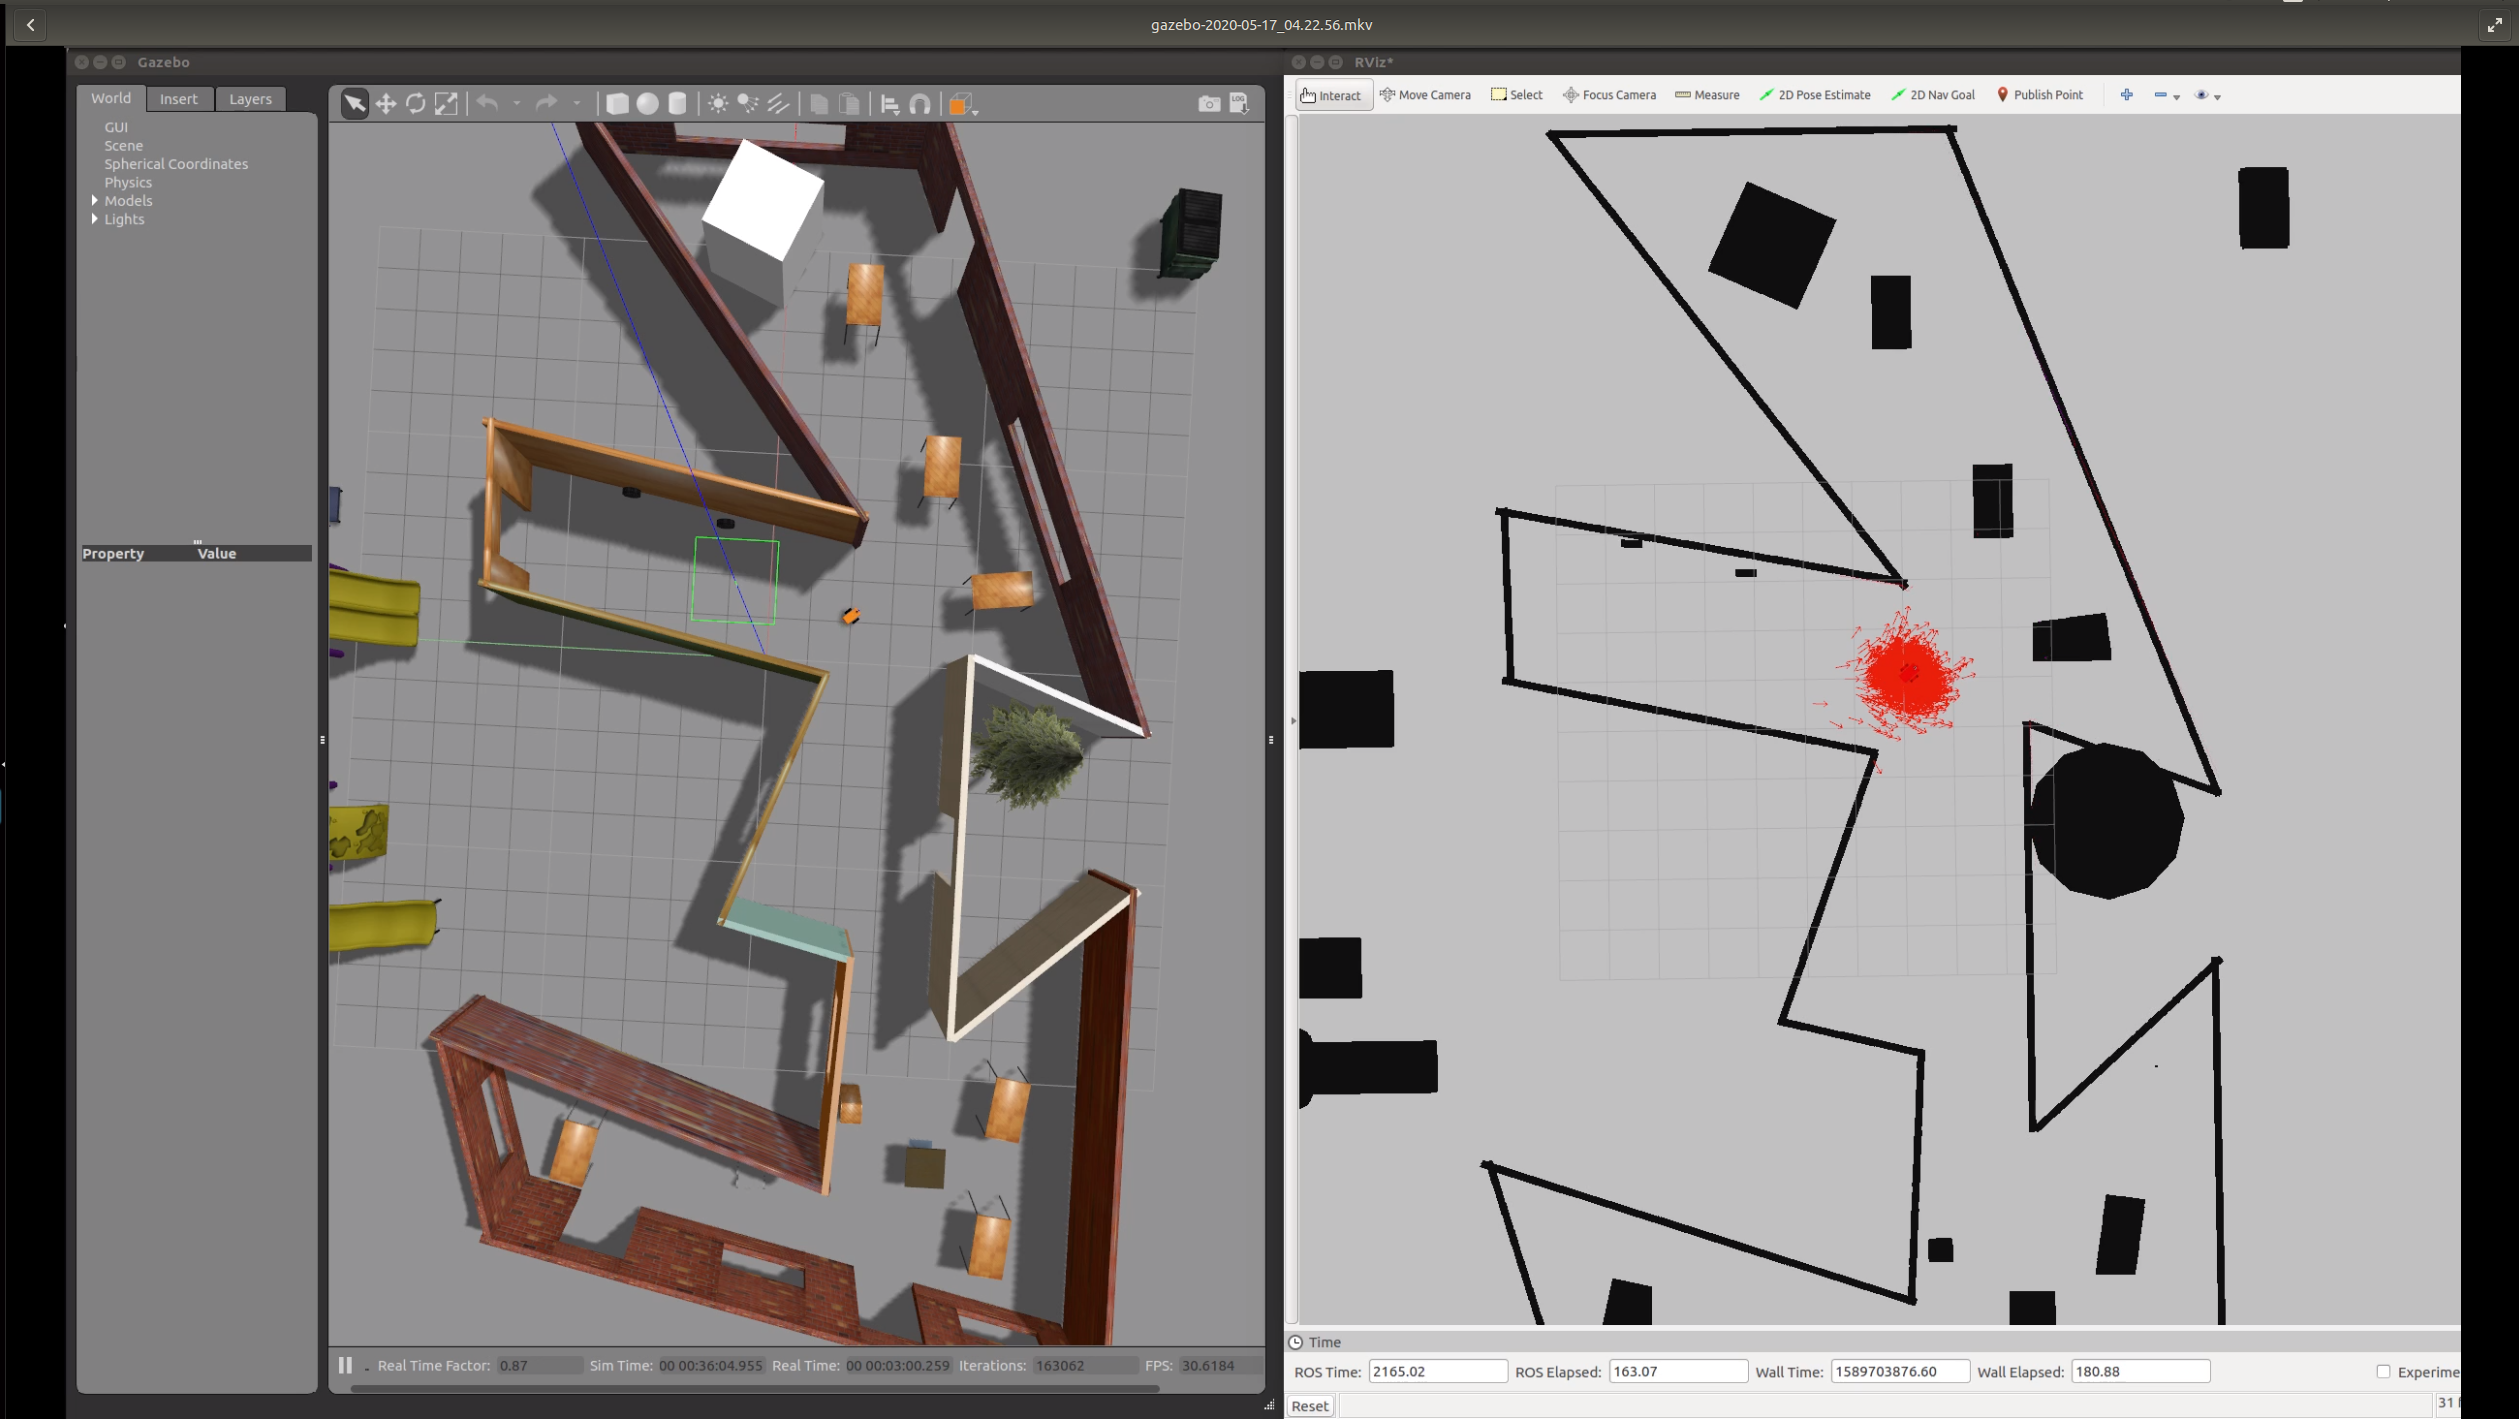 gazebo-2020-05-17_04.22.56.mkv
Gazebo
World Insert Layers
GUI
Scene
Spherical Coordinates
Physics
Models
Lights
Property Value
LOG
Real Time Factor: 0.87 Sim Time: 00 00:36:04.955 Real Time: 00 00:03:00.259 Iterations: 163062 FPS: 30.6184
RViz*
Interact Move Camera Select Focus Camera Measure 2D Pose Estimate 2D Nav Goal Publish Point
Time
ROS Time: 2165.02 ROS Elapsed: 163.07 Wall Time: 1589703876.60 Wall Elapsed: 180.88 Experime
Reset 31 f